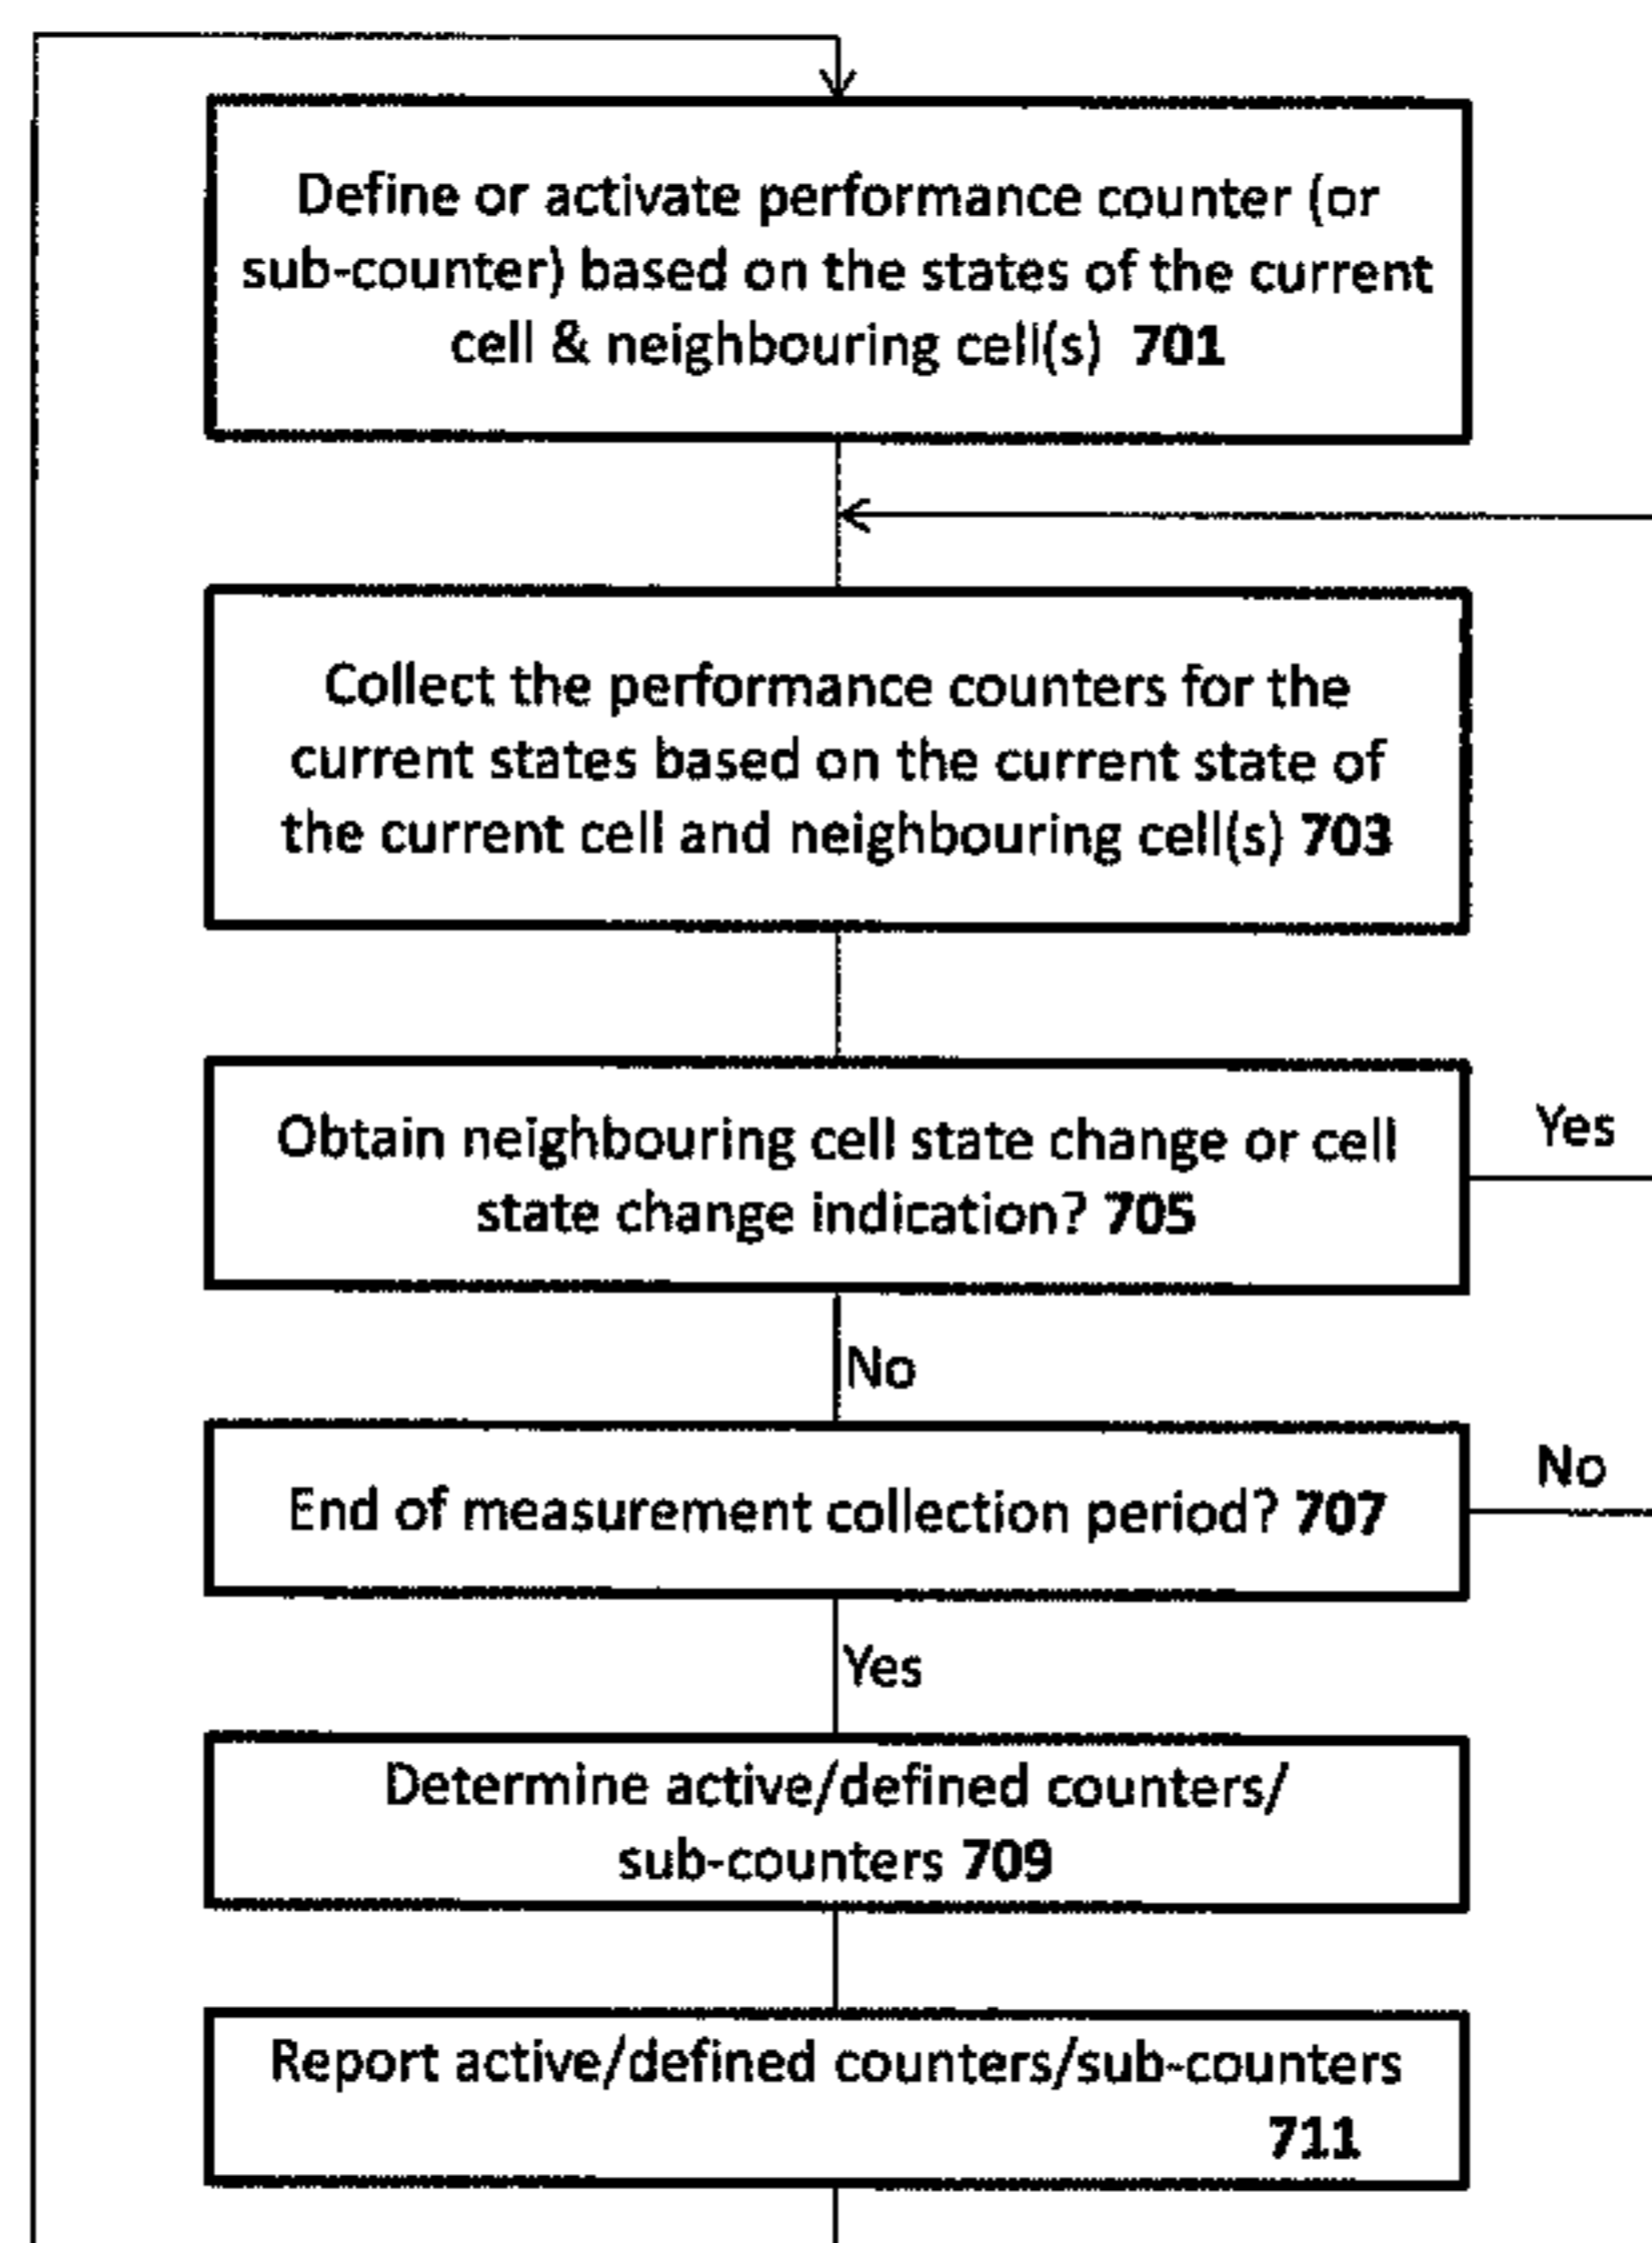 Define or activate performance counter (or
sub-counter) based on the states of the current
cell & neighbouring cell(s) 701
Collect the performance counters for the
current states based on the current state of
the current cell and neighbouring cell(s) 703
Obtain neighbouring cell state change or cell
state change indication? 705
Yes
No
End of measurement collection period? 707
No
Yes
Determine active/defined counters/
sub-counters 709
Report active/defined counters/sub-counters
711